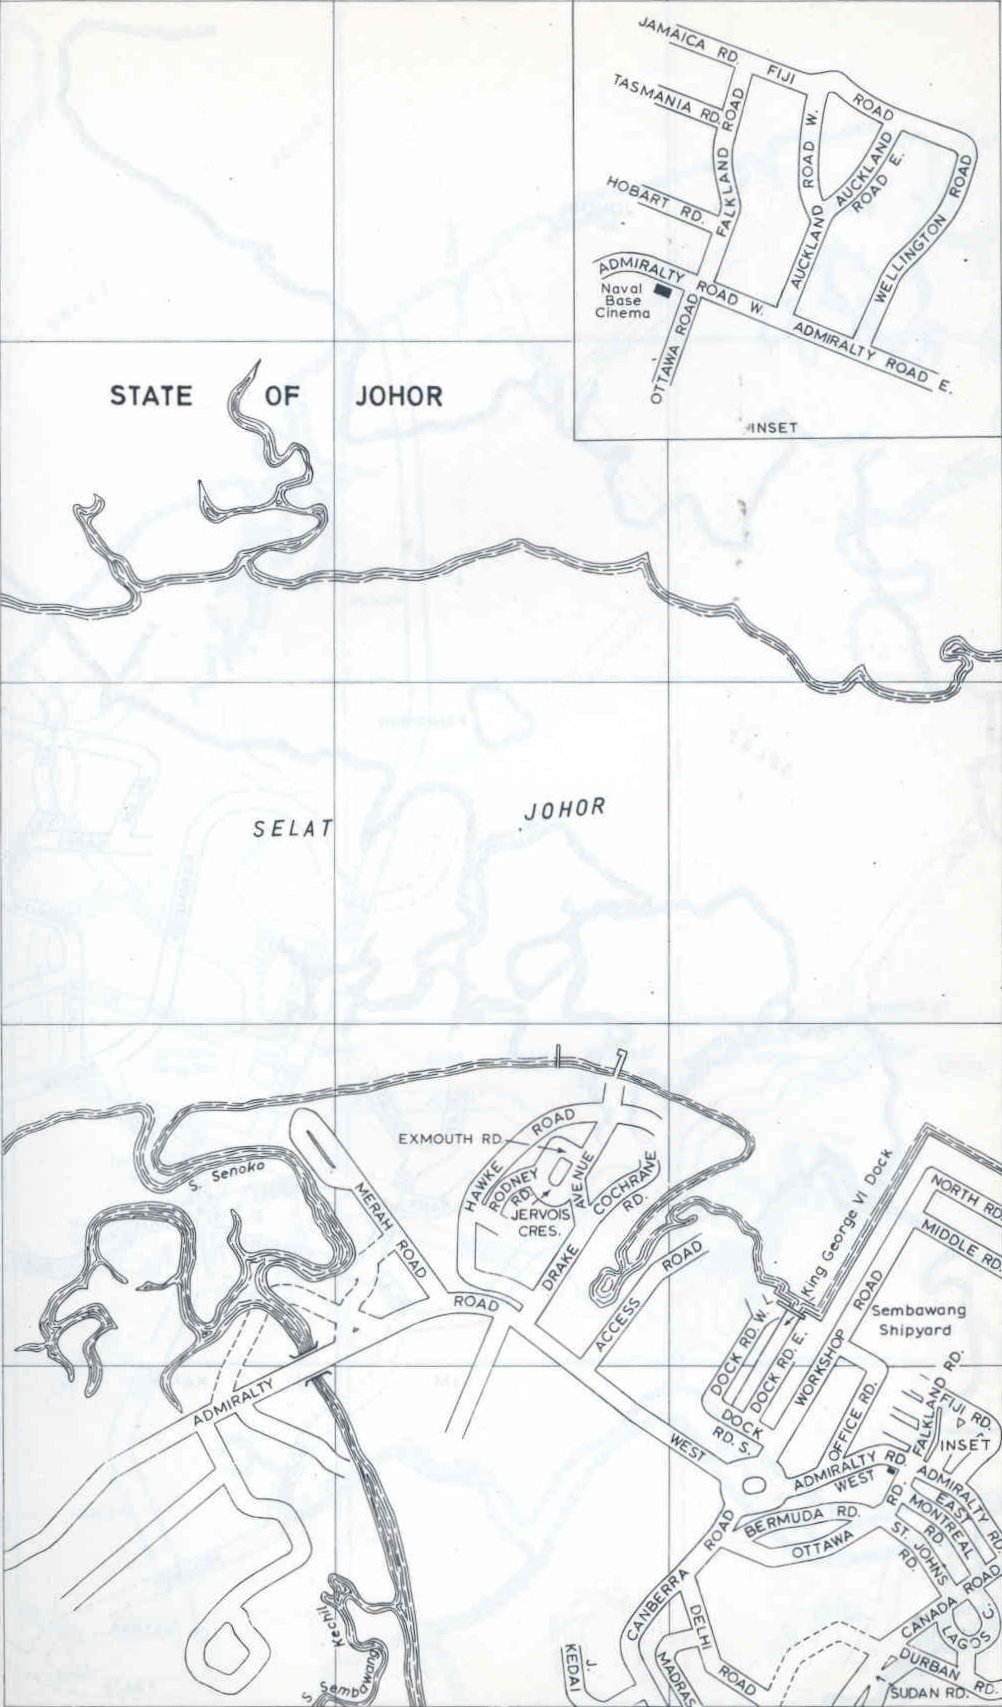 JAMAICA RD.
FIJI ROAD
TASMANIA RD.
FALKLAND ROAD
AUCKLAND ROAD W.
AUCKLAND ROAD E.
WELLINGTON ROAD
HOBART RD.
ADMIRALTY ROAD W.
Naval
Base
Cinema
OTTAWA ROAD
ADMIRALTY ROAD E.
INSET
STATE OF JOHOR
SELAT JOHOR
S. Senoko
MERAH ROAD
EXMOUTH RD.
HAWKE ROAD
RODNEY
RD.
JERVOIS
CRES.
DRAKE AVENUE
COCHRANE
RD.
ACCESS ROAD
King George VI Dock
NORTH RD.
MIDDLE RD.
WORKSHOP ROAD
Sembawang
Shipyard
DOCK RD. W.
DOCK RD. E.
DOCK
RD. S.
OFFICE RD.
ADMIRALTY ROAD WEST
ADMIRALTY RD.
WEST
FALKLAND RD.
FIJI RD.
INSET
ADMIRALTY RD.
EAST
MONTREAL
RD.
ST. JOHNS
RD.
BERMUDA RD.
OTTAWA RD.
CANBERRA ROAD
DELHI ROAD
MADRAS
J.
KEDAI
CANADA ROAD
LAGOS C.
DURBAN RD.
SUDAN RD.
S. Sembawang Kechil